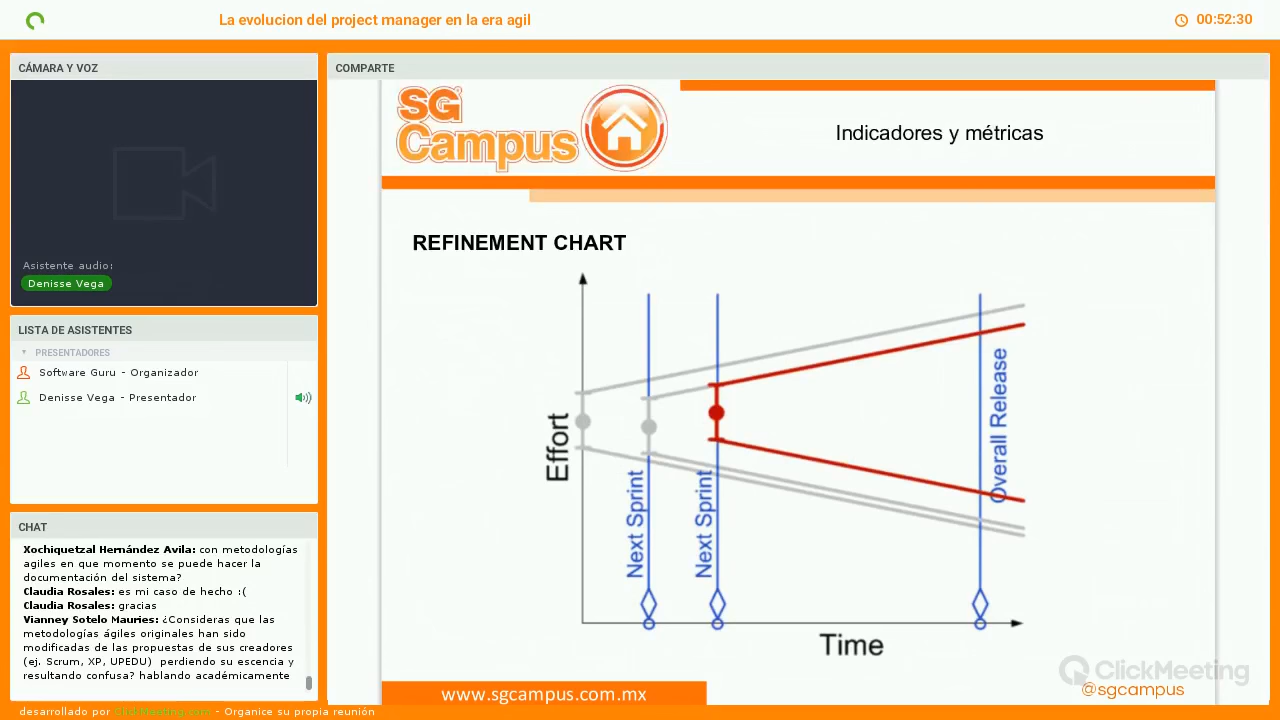 La evolucion del project manager en la era agil
00:52:30
CÁMARA Y VOZ
Asistente audio:
Denisse Vega
LISTA DE ASISTENTES
PRESENTADORES
Software Guru - Organizador
Denisse Vega - Presentador
CHAT
Xochiquetzal Hernández Avila: con metodologías
agiles en que momento se puede hacer la
documentación del sistema?
Claudia Rosales: es mi caso de hecho :(
Claudia Rosales: gracias
Vianney Sotelo Mauries: ¿Consideras que las
metodologías ágiles originales han sido
modificadas de las propuestas de sus creadores
(ej. Scrum, XP, UPEDU) perdiendo su escencia y
resultando confusa? hablando académicamente
desarrollado por ClickMeeting.com - Organice su propia reunión
COMPARTE
SG
Campus
Indicadores y métricas
REFINEMENT CHART
Effort
Next Sprint
Next Sprint
Overall Release
Time
www.sgcampus.com.mx
ClickMeeting
@sgcampus